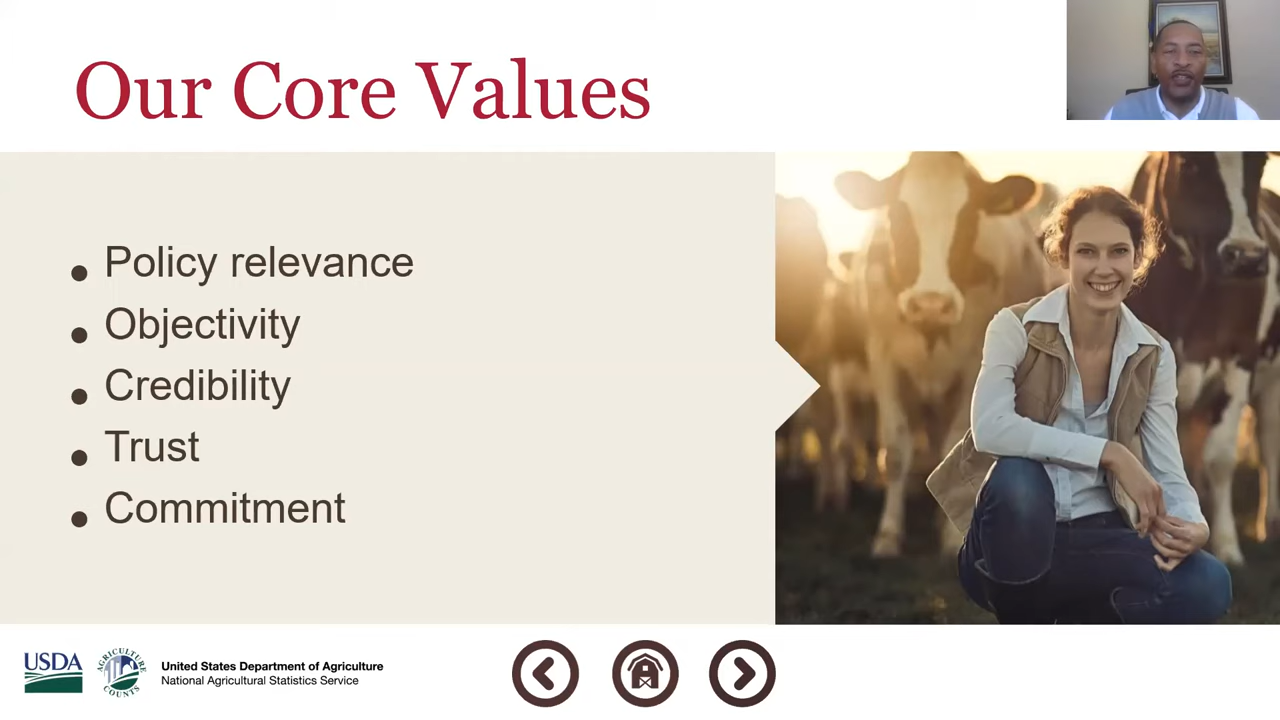 Our Core Values
Policy relevance
Objectivity
Credibility
Trust
Commitment
USDA
AGRICULTURE COUNTS
United States Department of Agriculture
National Agricultural Statistics Service